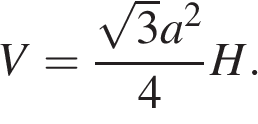 $V = \frac{\sqrt{3}a^2}{4}H.$